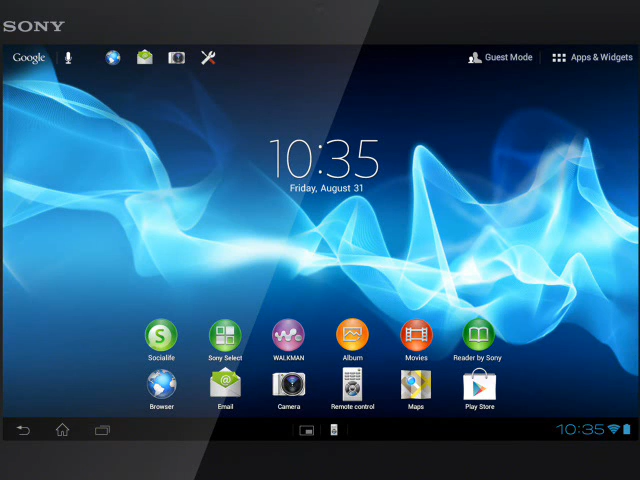 SONY
Google
Guest Mode
Apps & Widgets
10:35
Friday, August 31
S
Socialife
Sony Select
WALKMAN
Album
Movies
Reader by Sony
@
Browser
Email
Camera
Remote control
Maps
Play Store
10:35